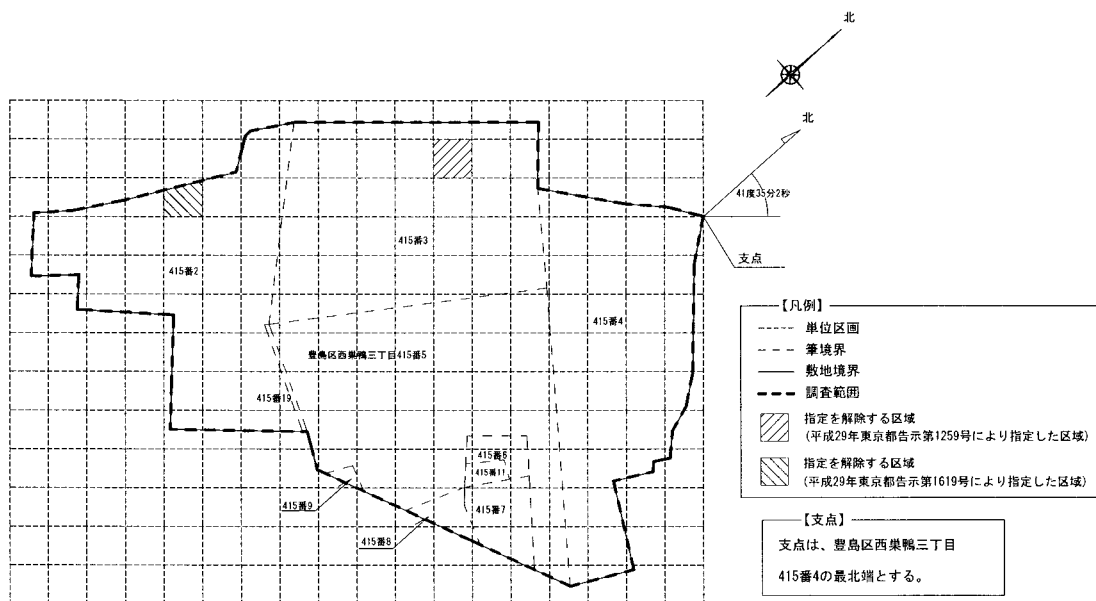 北
北
41度35分2秒
支点
415番3
415番2
415番4
豊島区西巣鴨三丁目415番5
415番19
415番6
415番11
415番9
415番7
415番8
【凡例】
単位区画
筆境界
敷地境界
調査範囲
指定を解除する区域
(平成29年東京都告示第1259号により指定した区域)
指定を解除する区域
(平成29年東京都告示第1619号により指定した区域)
【支点】
支点は、豊島区西巣鴨三丁目
415番4の最北端とする。